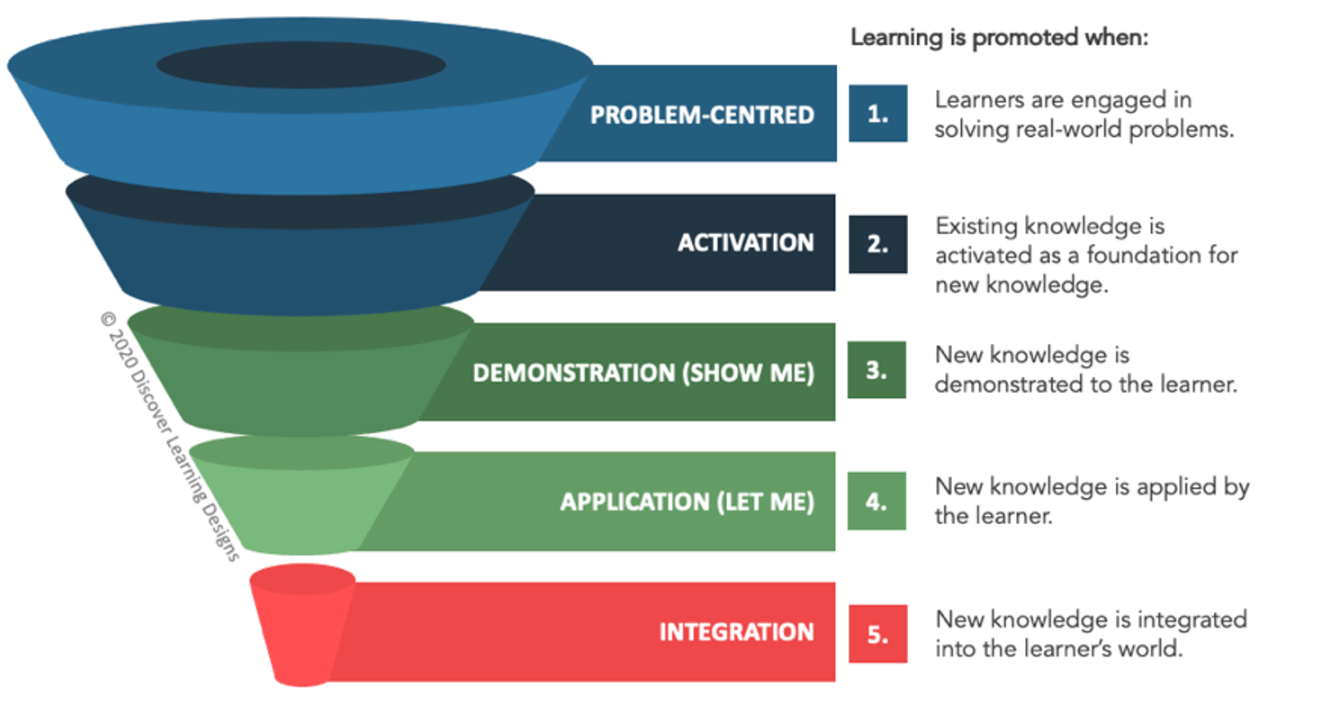 Learning is promoted when:
PROBLEM-CENTRED
1.
Learners are engaged in
solving real-world problems.
ACTIVATION
2.
Existing knowledge is
activated as a foundation for
new knowledge.
DEMONSTRATION (SHOW ME)
3.
New knowledge is
demonstrated to the learner.
APPLICATION (LET ME)
4.
New knowledge is applied by
the learner.
INTEGRATION
5.
New knowledge is integrated
into the learner's world.
© 2020 Discover Learning Designs